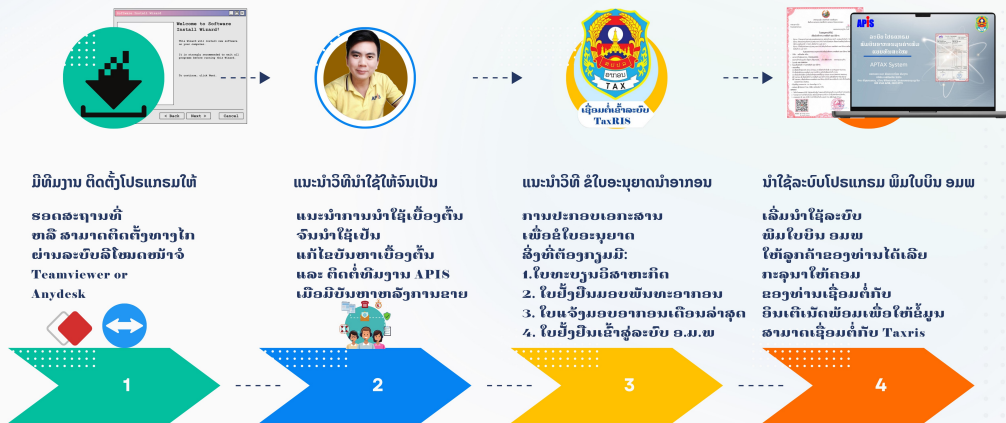 Welcome to Software
Install Wizard!
< Back
Next >
Cancel
TAX
ເຊື່ອມຕໍ່ເຂົ້າລະບົບ
TaxRIS
APIS
APTAX System
ມີທີມງານ ຕິດຕັ້ງໂປຣແກຣມໃຫ້
ຮອດສະຖານທີ່
ຫລື ສາມາດຕິດຕັ້ງທາງໄກ
ຜ່ານລະບົບລີໂໝດໜ້າຈໍ
Teamviewer or
Anydesk
ແນະນຳວິທີນຳໃຊ້ໃຫ້ຈົນເປັນ
ແນະນຳການນຳໃຊ້ເບື້ອງຕົ້ນ
ຈົນນຳໃຊ້ເປັນ
ແກ້ໄຂບັນຫາເບື້ອງຕົ້ນ
ແລະ ຕິດຕໍ່ທີມງານ APIS
ເມືອມີບັນຫາຫລັງການຂາຍ
ແນະນຳວິທີ ຂໍໃບອະນຸຍາດນຳອາກອນ
ການປະກອບເອກະສານ
ເພື່ອຂໍໃບອະນຸຍາດ
ສິ່ງທີ່ຕ້ອງກຽມມີ:
1.ໃບທະບຽນວິສາຫະກິດ
2. ໃບຢັ້ງຢືນມອບພັນທະອາກອນ
3. ໃບແຈ້ງມອບອາກອນເດືອນລ່າສຸດ
4. ໃບຢັ້ງຢືນເຂົ້າສູ່ລະບົບ ອ.ມ.ພ
ນຳໃຊ້ລະບົບໂປຣແກຣມ ພິມໃບບິນ ອມພ
ເລີ່ມນຳໃຊ້ລະບົບ
ພິມໃບບິນ ອມພ
ໃຫ້ລູກຄ້າຂອງທ່ານໄດ້ເລີຍ
ກະລຸນາໃຫ້ຄອມ
ຂອງທ່ານເຊື່ອມຕໍ່ກັບ
ອິນເຕີເນັດພ້ອມເພື່ອໃຫ້ຂໍ້ມູນ
ສາມາດເຊື່ອມຕໍ່ກັບ Taxris
1
2
3
4